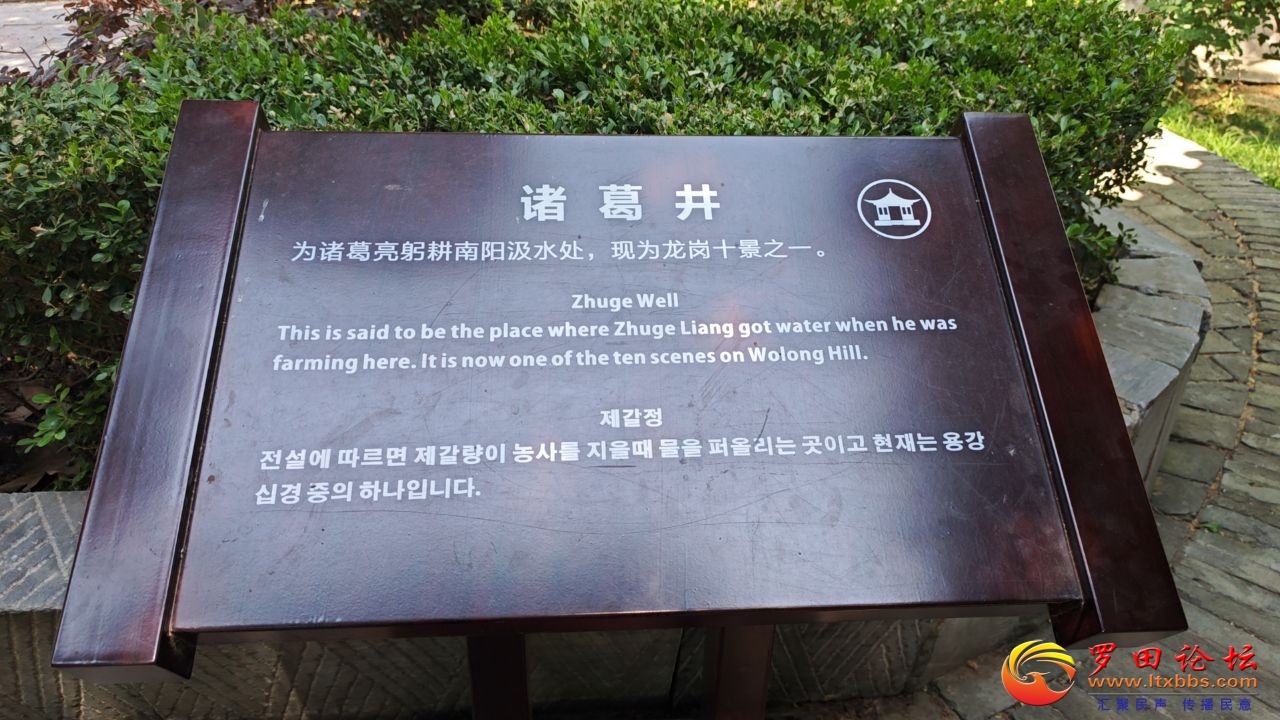 诸葛井
为诸葛亮躬耕南阳汲水处，现为龙岗十景之一。
Zhuge Well
This is said to be the place where Zhuge Liang got water when he was
farming here. It is now one of the ten scenes on Wolong Hill.
제갈정
전설에 따르면 제갈량이 농사를 지을때 물을 퍼올리는 곳이고 현재는 용강
십경 중의 하나입니다.
罗田论坛
www.ltxbbs.com
汇聚民声 传播民意